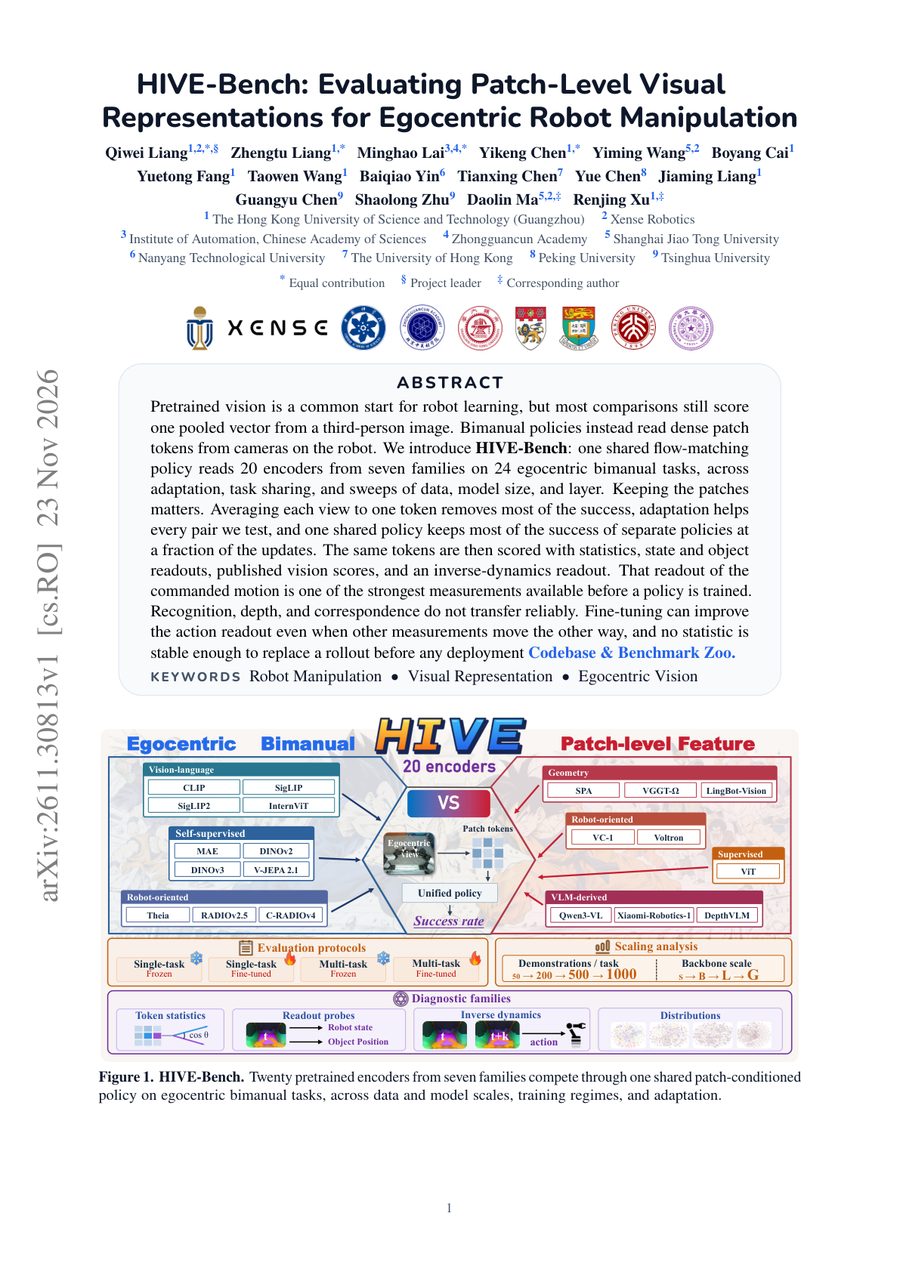 HIVE-Bench: Evaluating Patch-Level Visual
Representations for Egocentric Robot Manipulation
Qiwei Liang1,2,*,§ Zhengtu Liang1,* Minghao Lai3,4,* Yikeng Chen1,* Yiming Wang5,2 Boyang Cai1
Yuetong Fang1 Taowen Wang1 Baiqiao Yin6 Tianxing Chen7 Yue Chen8 Jiaming Liang1
Guangyu Chen9 Shaolong Zhu9 Daolin Ma5,2,‡ Renjing Xu1,‡
1 The Hong Kong University of Science and Technology (Guangzhou) 2 Xense Robotics
3 Institute of Automation, Chinese Academy of Sciences 4 Zhongguancun Academy 5 Shanghai Jiao Tong University
6 Nanyang Technological University 7 The University of Hong Kong 8 Peking University 9 Tsinghua University
* Equal contribution § Project leader ‡ Corresponding author
XENSE
ABSTRACT
Pretrained vision is a common start for robot learning, but most comparisons still score
one pooled vector from a third-person image. Bimanual policies instead read dense patch
tokens from cameras on the robot. We introduce HIVE-Bench: one shared flow-matching
policy reads 20 encoders from seven families on 24 egocentric bimanual tasks, across
adaptation, task sharing, and sweeps of data, model size, and layer. Keeping the patches
matters. Averaging each view to one token removes most of the success, adaptation helps
every pair we test, and one shared policy keeps most of the success of separate policies at
a fraction of the updates. The same tokens are then scored with statistics, state and object
readouts, published vision scores, and an inverse-dynamics readout. That readout of the
commanded motion is one of the strongest measurements available before a policy is trained.
Recognition, depth, and correspondence do not transfer reliably. Fine-tuning can improve
the action readout even when other measurements move the other way, and no statistic is
stable enough to replace a rollout before any deployment Codebase & Benchmark Zoo.
KEYWORDS Robot Manipulation • Visual Representation • Egocentric Vision
arXiv:2611.30813v1 [cs.RO] 23 Nov 2026
Egocentric Bimanual
HIVE
Patch-level Feature
20 encoders
Vision-language
CLIP SigLIP
SigLIP2 InternViT
Self-supervised
MAE DINOv2
DINOv3 V-JEPA 2.1
Robot-oriented
Theia RADIOv2.5 C-RADIOv4
VS
Egocentric
View
Patch tokens
Unified policy
Success rate
Geometry
SPA VGGT-Ω LingBot-Vision
Robot-oriented
VC-1 Voltron
Supervised
ViT
VLM-derived
Qwen3-VL Xiaomi-Robotics-1 DepthVLM
Evaluation protocols
Single-task Single-task Multi-task Multi-task
Frozen Fine-tuned Frozen Fine-tuned
Scaling analysis
Demonstrations / task Backbone scale
50 → 200 → 500 → 1000 S → B → L → G
Diagnostic families
Token statistics
cos θ
Readout probes
t
Robot state
Object Position
Inverse dynamics
t t+k action
Distributions
Figure 1. HIVE-Bench. Twenty pretrained encoders from seven families compete through one shared patch-conditioned
policy on egocentric bimanual tasks, across data and model scales, training regimes, and adaptation.
1